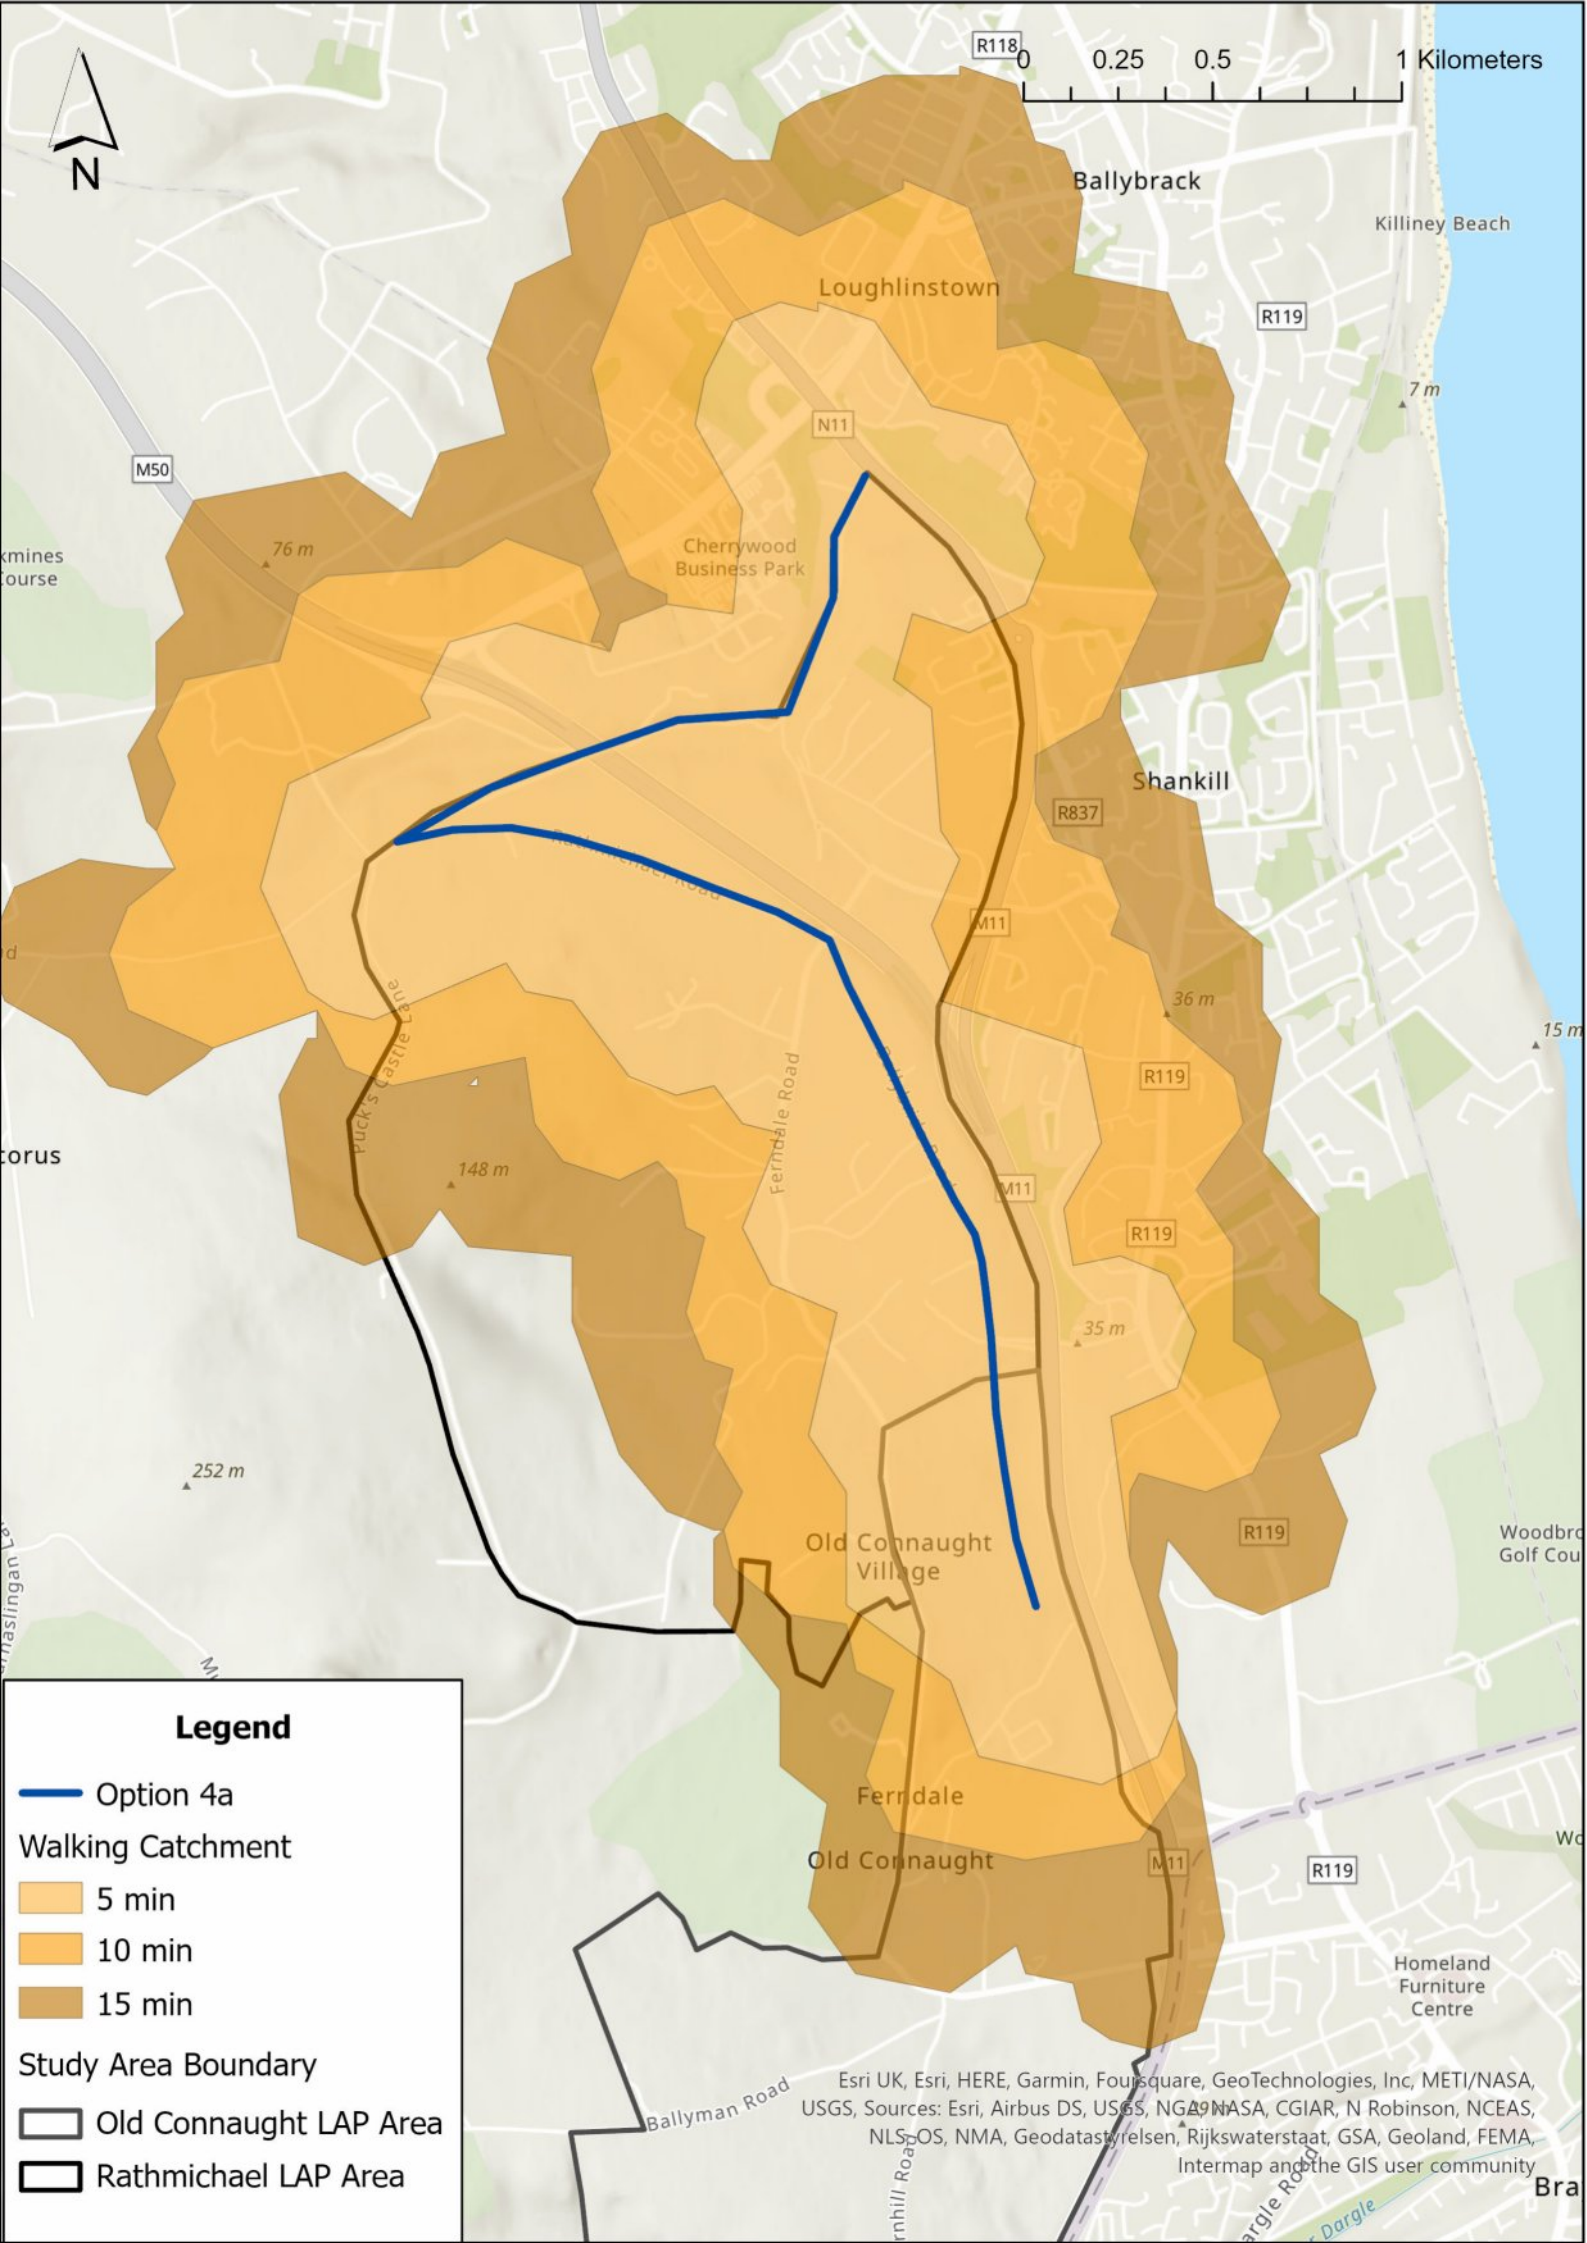 R118
0 0.25 0.5 1 Kilometers
N
Ballybrack
Killiney Beach
Loughlinstown
R119
7 m
N11
M50
76 m
Cherrywood
Business Park
Shankill
R837
Rathmichael Road
M11
36 m
15 m
Puck's Castle Lane
Ferndale Road
R119
148 m
M11
R119
35 m
252 m
Old Connaught
Village
R119
Ferndale
Old Connaught
M11
R119
Homeland
Furniture
Centre
Legend
Option 4a
Walking Catchment
5 min
10 min
15 min
Study Area Boundary
Old Connaught LAP Area
Rathmichael LAP Area
Ballyman Road
Esri UK, Esri, HERE, Garmin, Foursquare, GeoTechnologies, Inc, METI/NASA,
USGS, Sources: Esri, Airbus DS, USGS, NGA, NASA, CGIAR, N Robinson, NCEAS,
NLS, OS, NMA, Geodatastyrelsen, Rijkswaterstaat, GSA, Geoland, FEMA,
Intermap and the GIS user community
Bra
Dargle